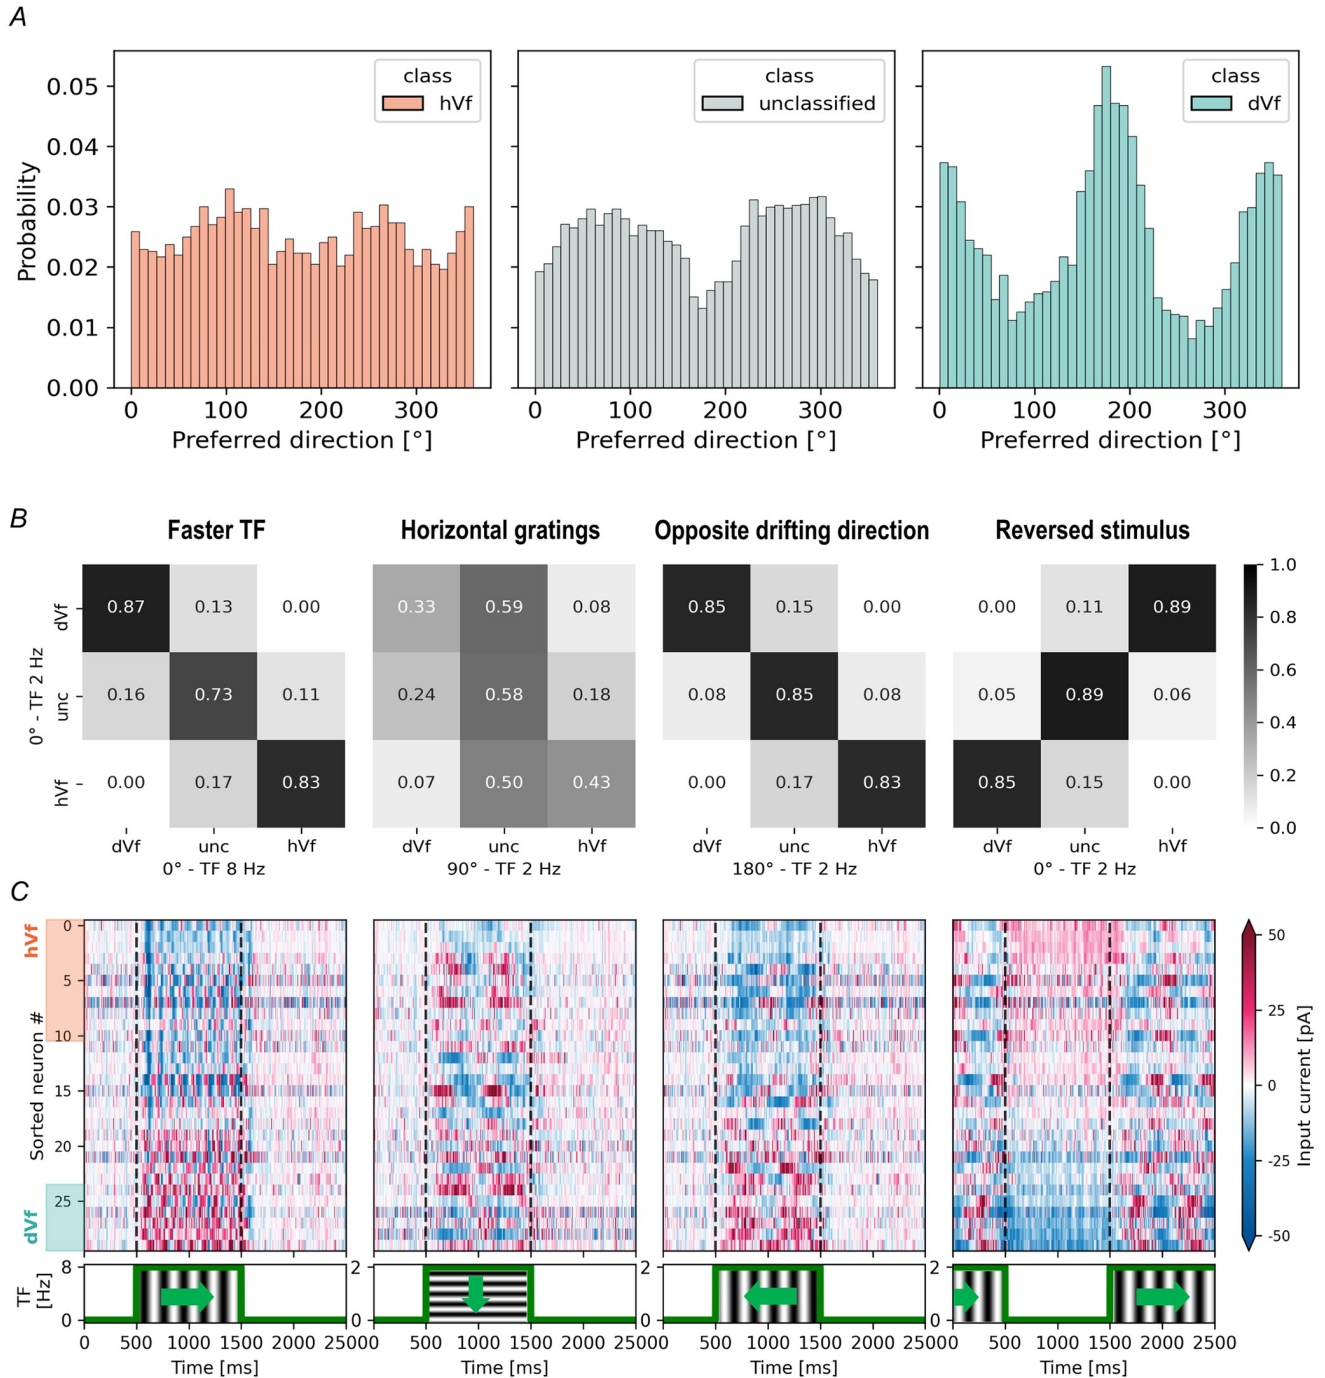 A
class
hVf
class
unclassified
class
dVf
Probability
0.05
0.04
0.03
0.02
0.01
0.00
0 100 200 300
0 100 200 300
0 100 200 300
Preferred direction [°]
Preferred direction [°]
Preferred direction [°]
B
Faster TF
Horizontal gratings
Opposite drifting direction
Reversed stimulus
0° - TF 2 Hz
dVf
unc
hVf
0.87 0.13 0.00
0.16 0.73 0.11
0.00 0.17 0.83
dVf unc hVf
0° - TF 8 Hz
0.33 0.59 0.08
0.24 0.58 0.18
0.07 0.50 0.43
dVf unc hVf
90° - TF 2 Hz
0.85 0.15 0.00
0.08 0.85 0.08
0.00 0.17 0.83
dVf unc hVf
180° - TF 2 Hz
0.00 0.11 0.89
0.05 0.89 0.06
0.85 0.15 0.00
dVf unc hVf
0° - TF 2 Hz
1.0
0.8
0.6
0.4
0.2
0.0
C
hVf
Sorted neuron #
dVf
0
5
10
15
20
25
50
25
0
-25
-50
Input current [pA]
TF
[Hz]
8
0
2
0
2
0
2
0
0 500 1000 1500 2000 2500
0 500 1000 1500 2000 2500
0 500 1000 1500 2000 2500
0 500 1000 1500 2000 2500
Time [ms]
Time [ms]
Time [ms]
Time [ms]